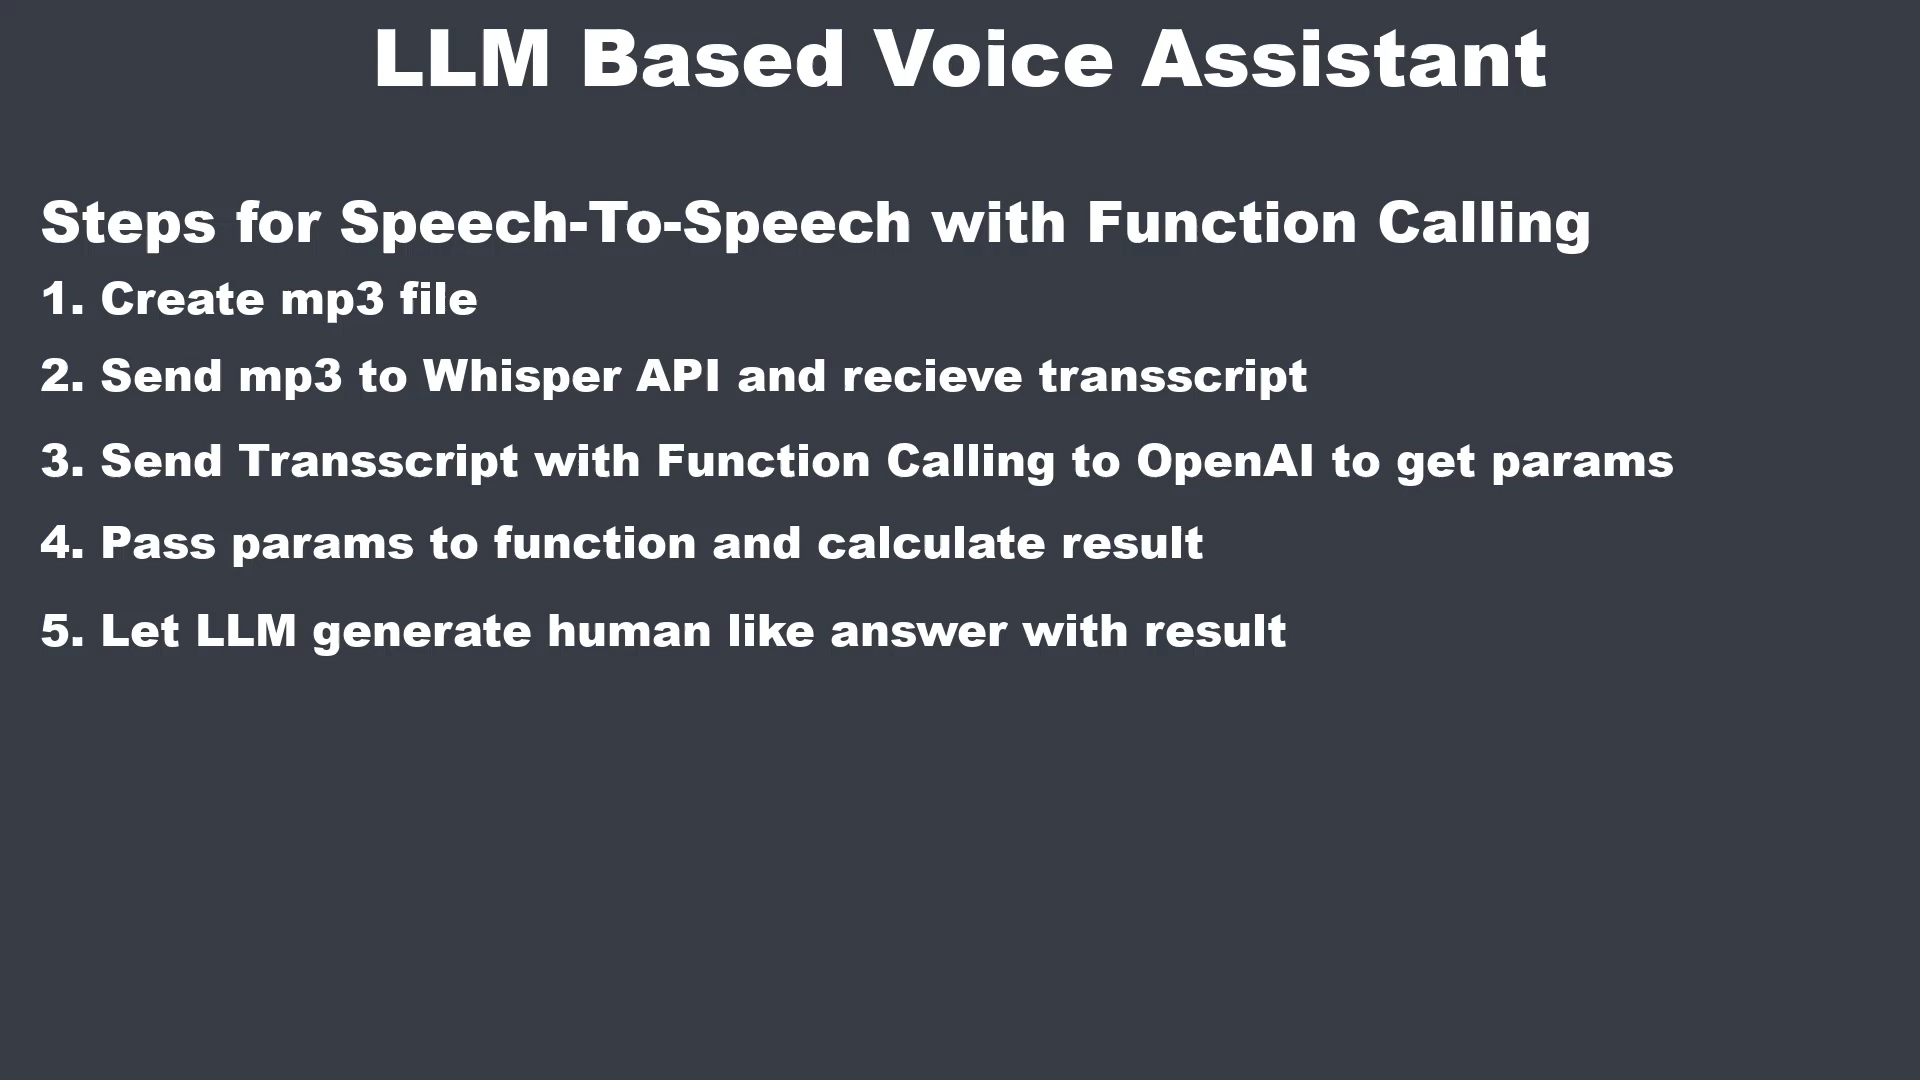 LLM Based Voice Assistant
Steps for Speech-To-Speech with Function Calling
1. Create mp3 file
2. Send mp3 to Whisper API and recieve transscript
3. Send Transscript with Function Calling to OpenAI to get params
4. Pass params to function and calculate result
5. Let LLM generate human like answer with result